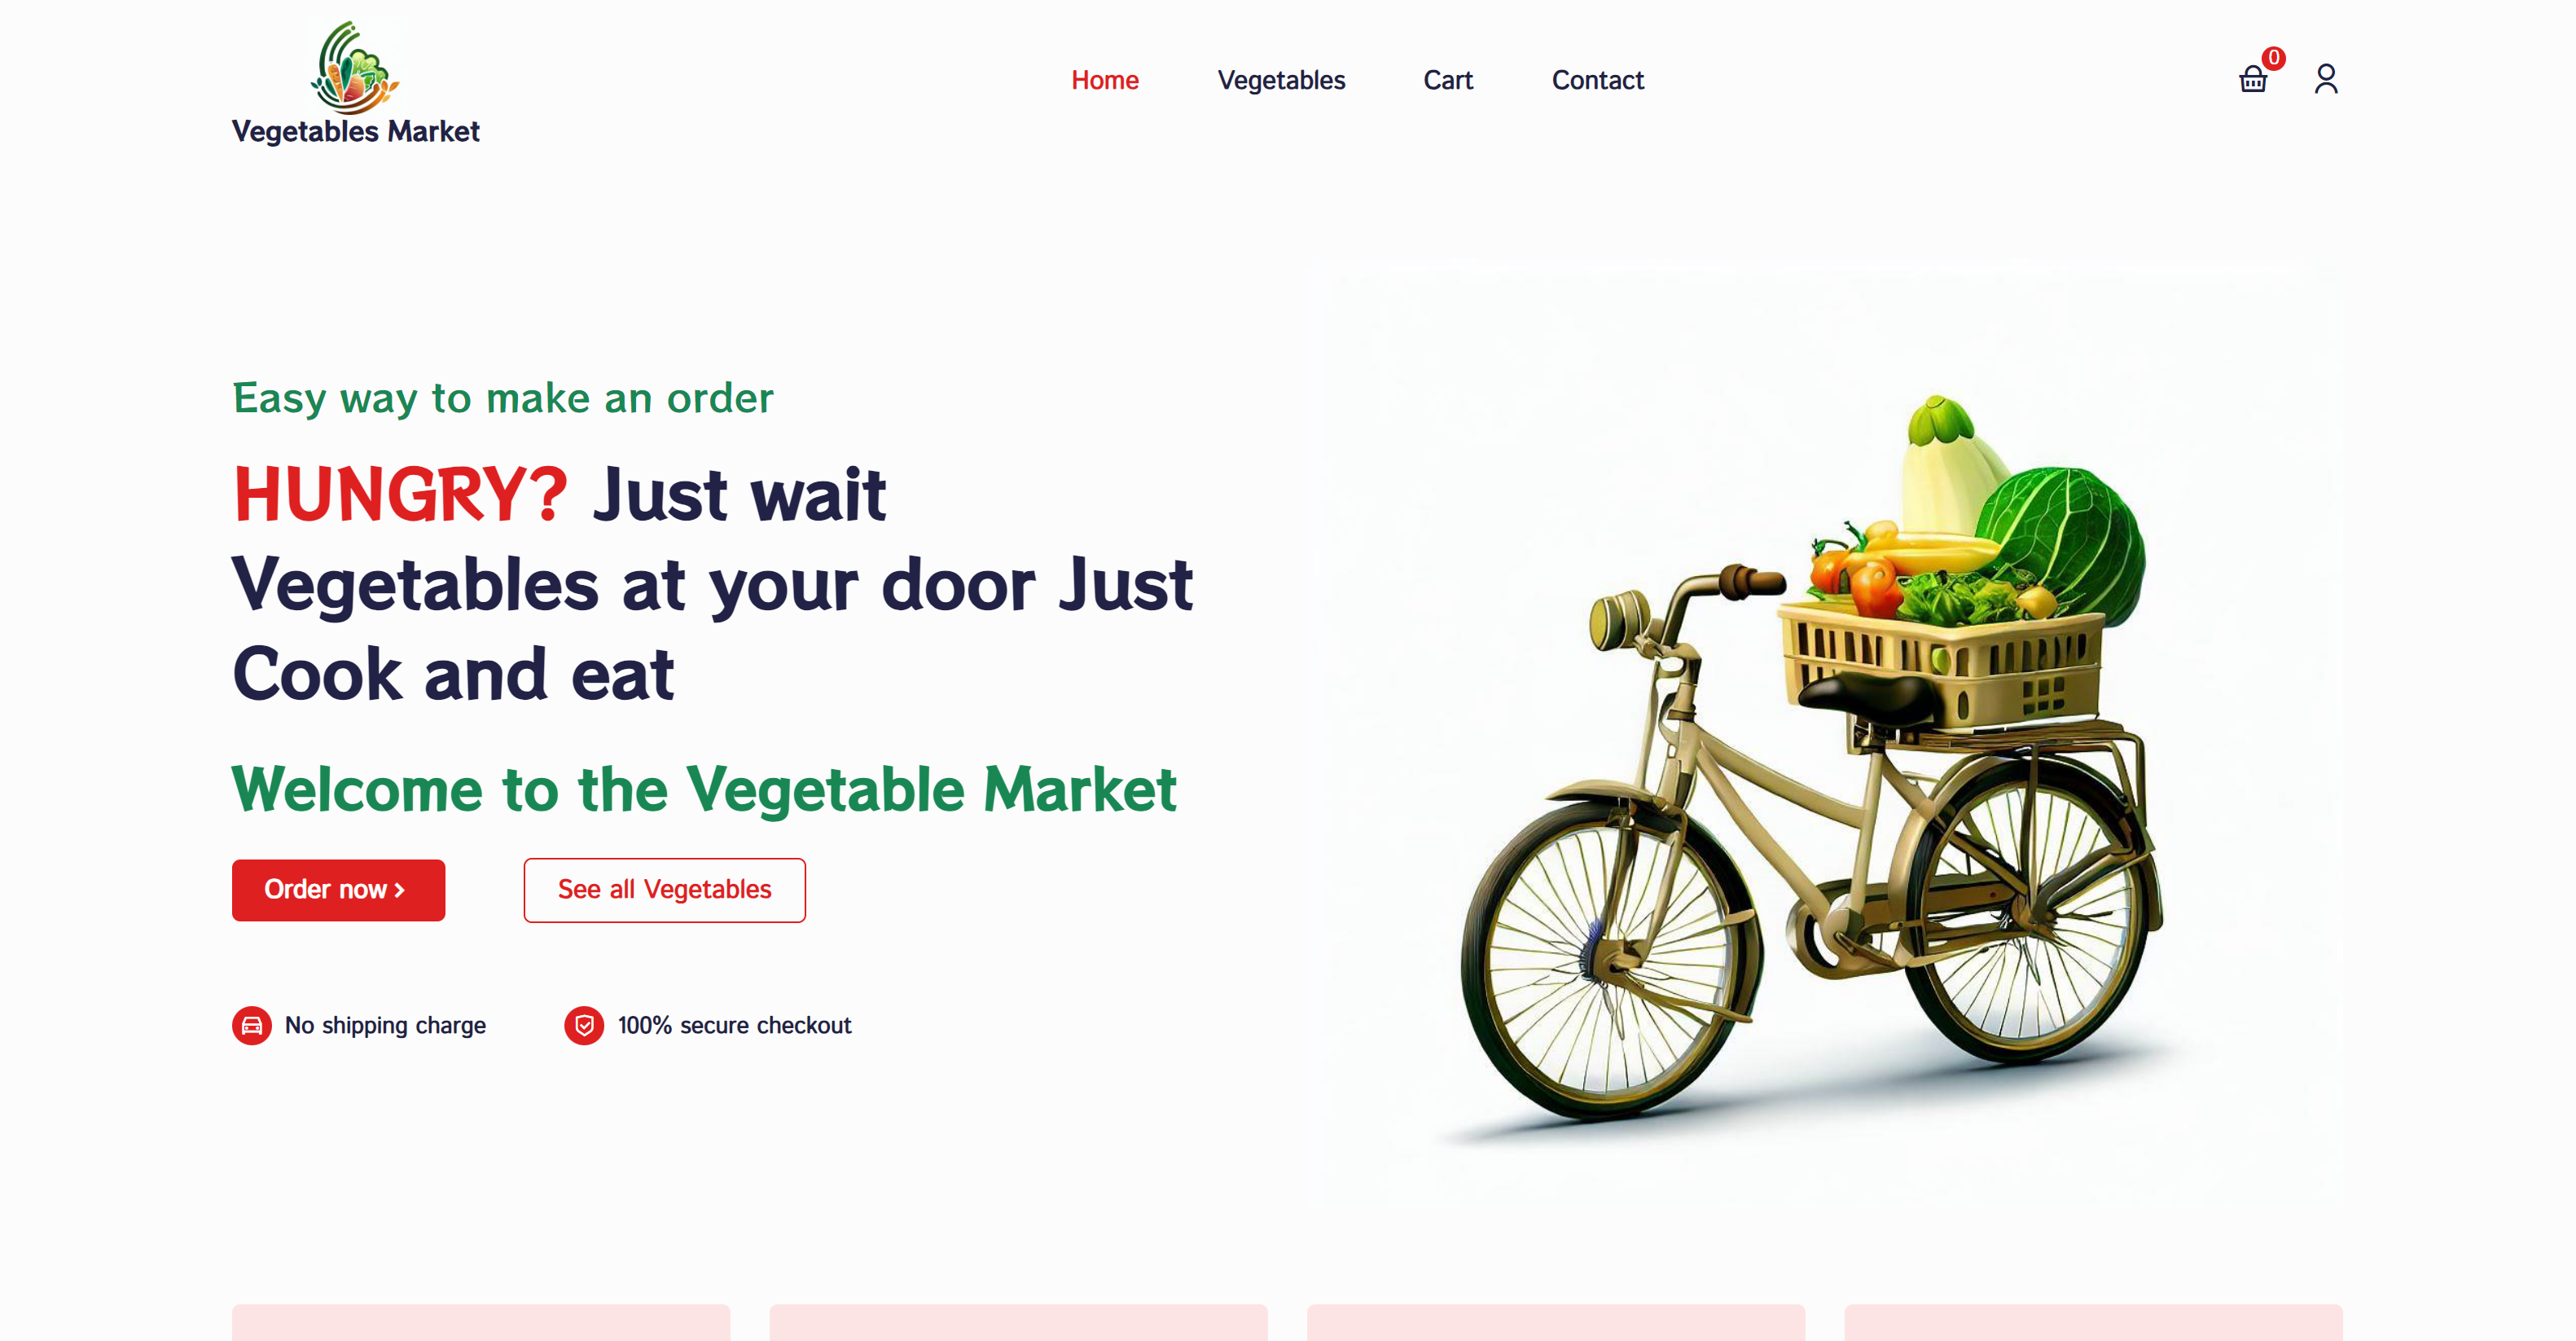 Vegetables Market
Home
Vegetables
Cart
Contact
0
Easy way to make an order
HUNGRY? Just wait
Vegetables at your door Just
Cook and eat
Welcome to the Vegetable Market
Order now
See all Vegetables
No shipping charge
100% secure checkout